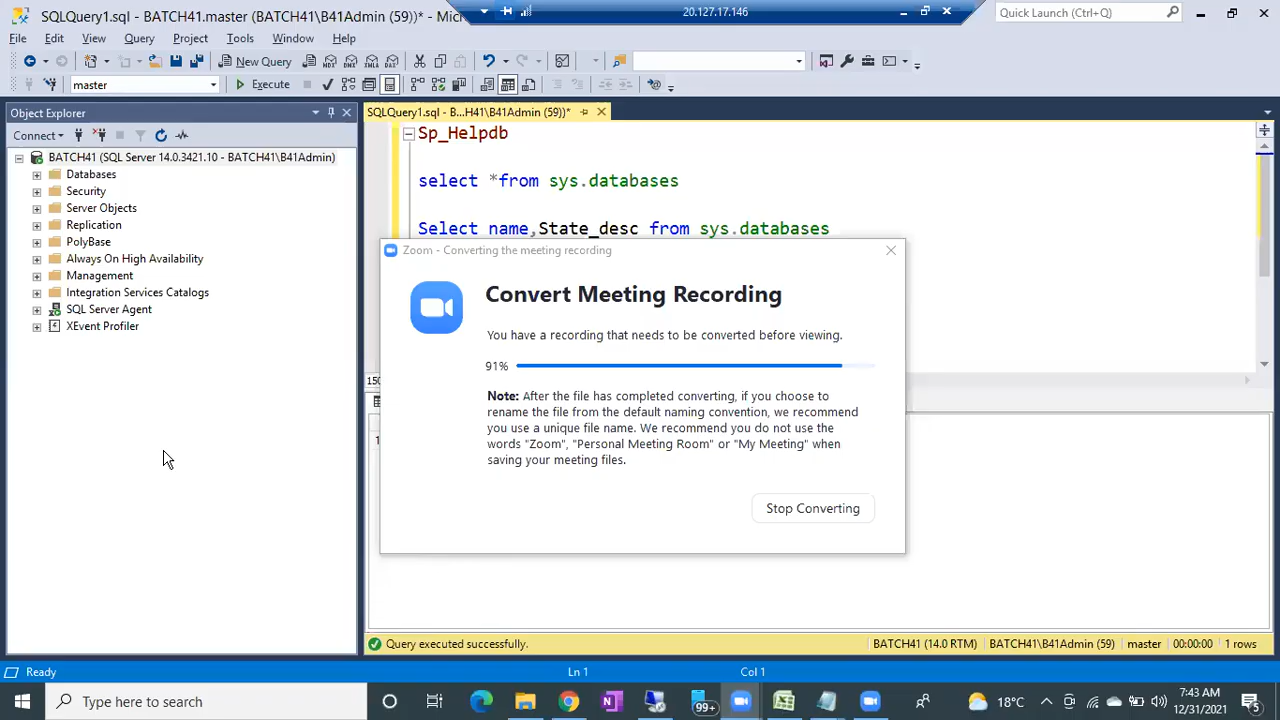 SQLQuery1.sql - BATCH41.master (BATCH41\B41Admin (59))* - Mic
20.127.17.146
Quick Launch (Ctrl+Q)
File Edit View Query Project Tools Window Help
New Query
MDX DMX XMLA DAX
master
Execute
Object Explorer
SQLQuery1.sql - B...H41\B41Admin (59))*
Connect
BATCH41 (SQL Server 14.0.3421.10 - BATCH41\B41Admin)
Databases
Security
Server Objects
Replication
PolyBase
Always On High Availability
Management
Integration Services Catalogs
SQL Server Agent
XEvent Profiler
Sp_Helpdb
select *from sys.databases
Select name,State_desc from sys.databases
150
1
Zoom - Converting the meeting recording
Convert Meeting Recording
You have a recording that needs to be converted before viewing.
91%
Note: After the file has completed converting, if you choose to
rename the file from the default naming convention, we recommend
you use a unique file name. We recommend you do not use the
words "Zoom", "Personal Meeting Room" or "My Meeting" when
saving your meeting files.
Stop Converting
Query executed successfully.
BATCH41 (14.0 RTM) BATCH41\B41Admin (59) master 00:00:00 1 rows
Ready
Ln 1
Col 1
Type here to search
99+
18°C
7:43 AM
12/31/2021
5